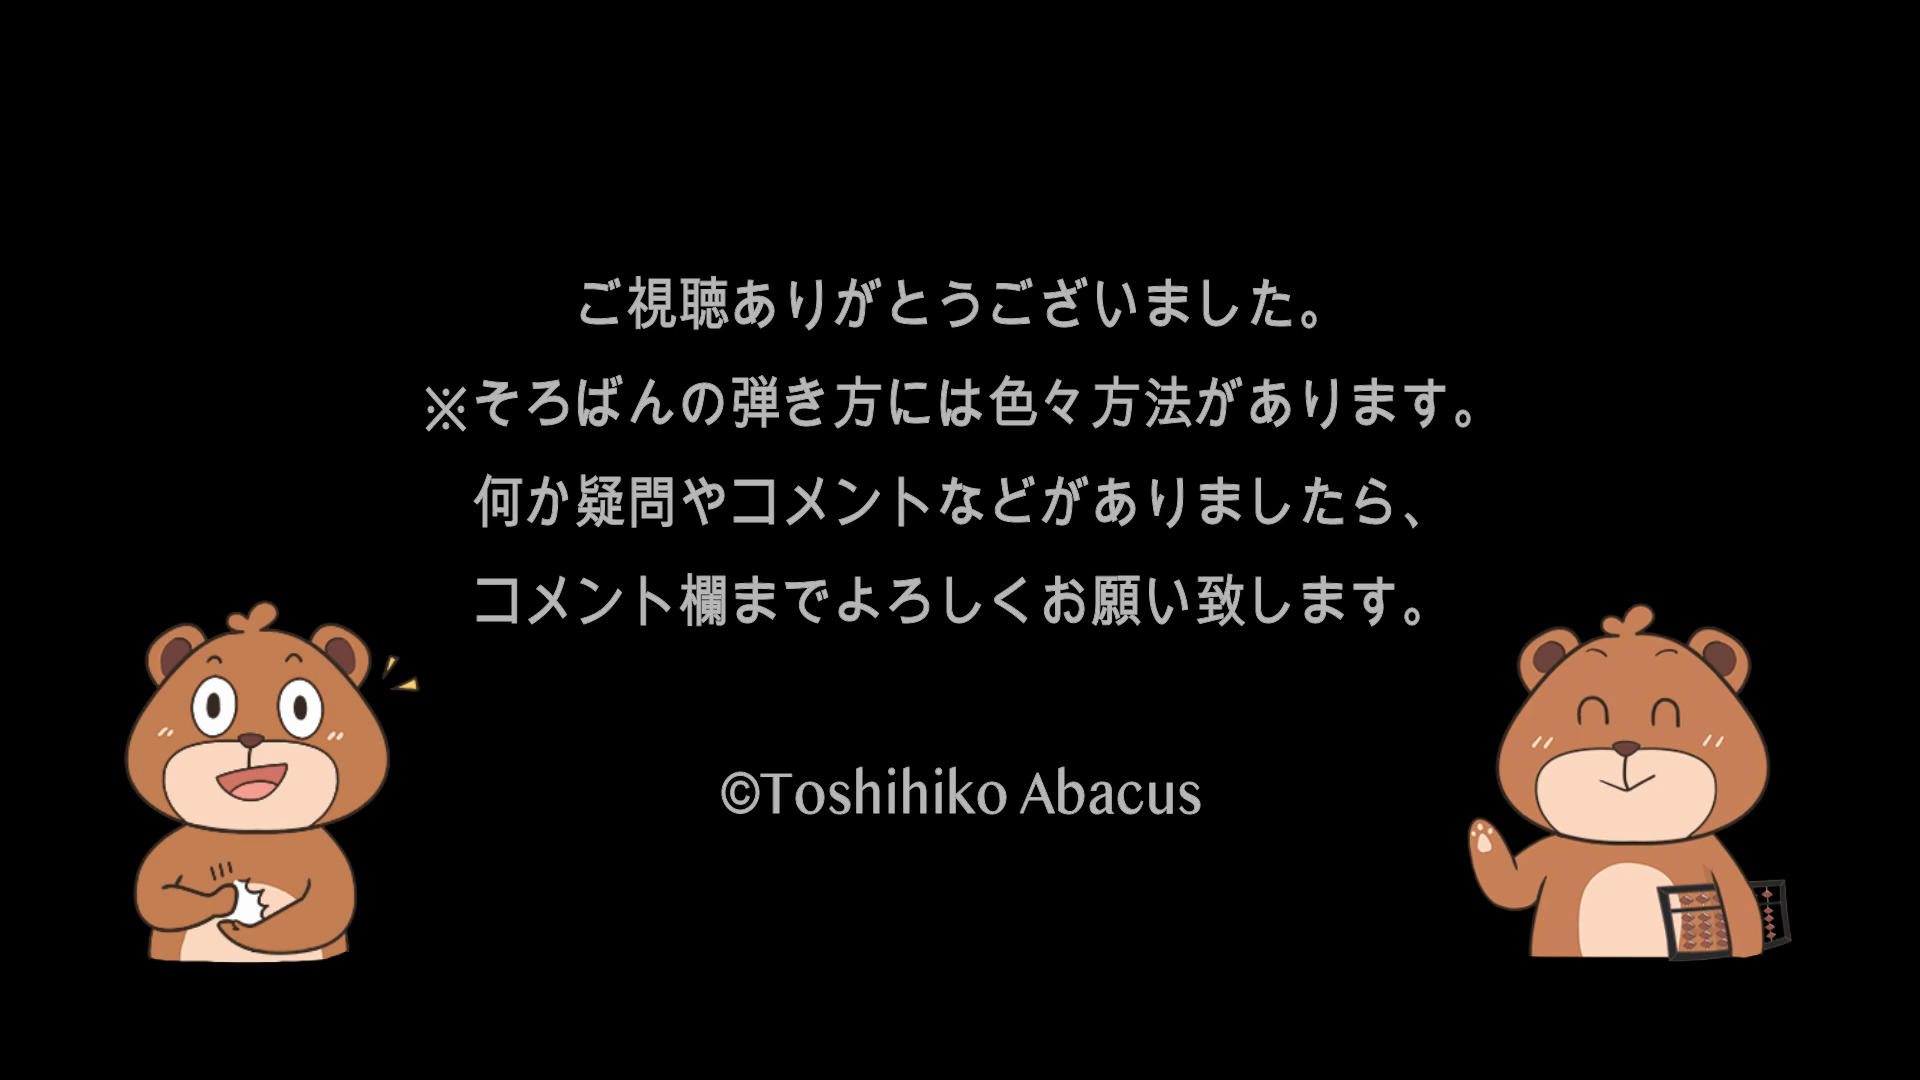 ご視聴ありがとうございました。
※そろばんの弾き方には色々方法があります。
何か疑問やコメントなどがありましたら、
コメント欄までよろしくお願い致します。
©Toshihiko Abacus